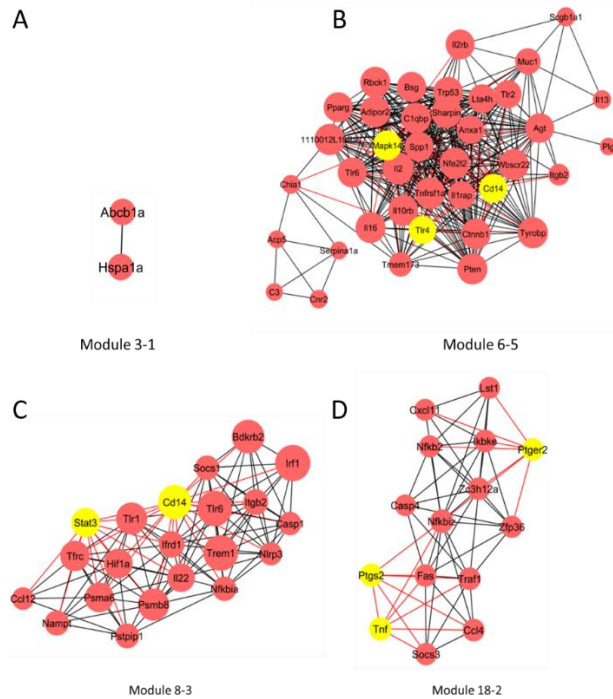 A
Abcb1a
Hspa1a
Module 3-1
B
Scgb1a1
Il2rb
Muc1
Rbck1
Bsg
Trp53
Lta4h
Tlr2
Il13
Pparg
Adipor2
C1qbp
Sharpin
Anxa1
Agt
Mapk14
Spp1
Nfe2l2
Wbscr22
Tlr6
Il2
Tnfrsf1a
Il1rap
Cd14
Itgb2
Chia1
Il10rb
Il16
Tlr4
Ctnnb1
Tyrobp
Acp5
Serpina1a
Tmem173
Pten
C3
Cnr2
Module 6-5
C
Bdkrb2
Socs1
Irf1
Cd14
Itgb2
Stat3
Tlr1
Tlr6
Casp1
Ifrd1
Tfrc
Hif1a
Trem1
Nlrp3
Il22
Ccl12
Psma6
Psmb8
Nfkbia
Nampt
Pstpip1
Module 8-3
D
Lst1
Cxcl11
Nfkb2
Ikbke
Ptger2
Zc3h12a
Casp4
Nfkbiz
Zfp36
Ptgs2
Fas
Traf1
Tnf
Ccl4
Socs3
Module 18-2